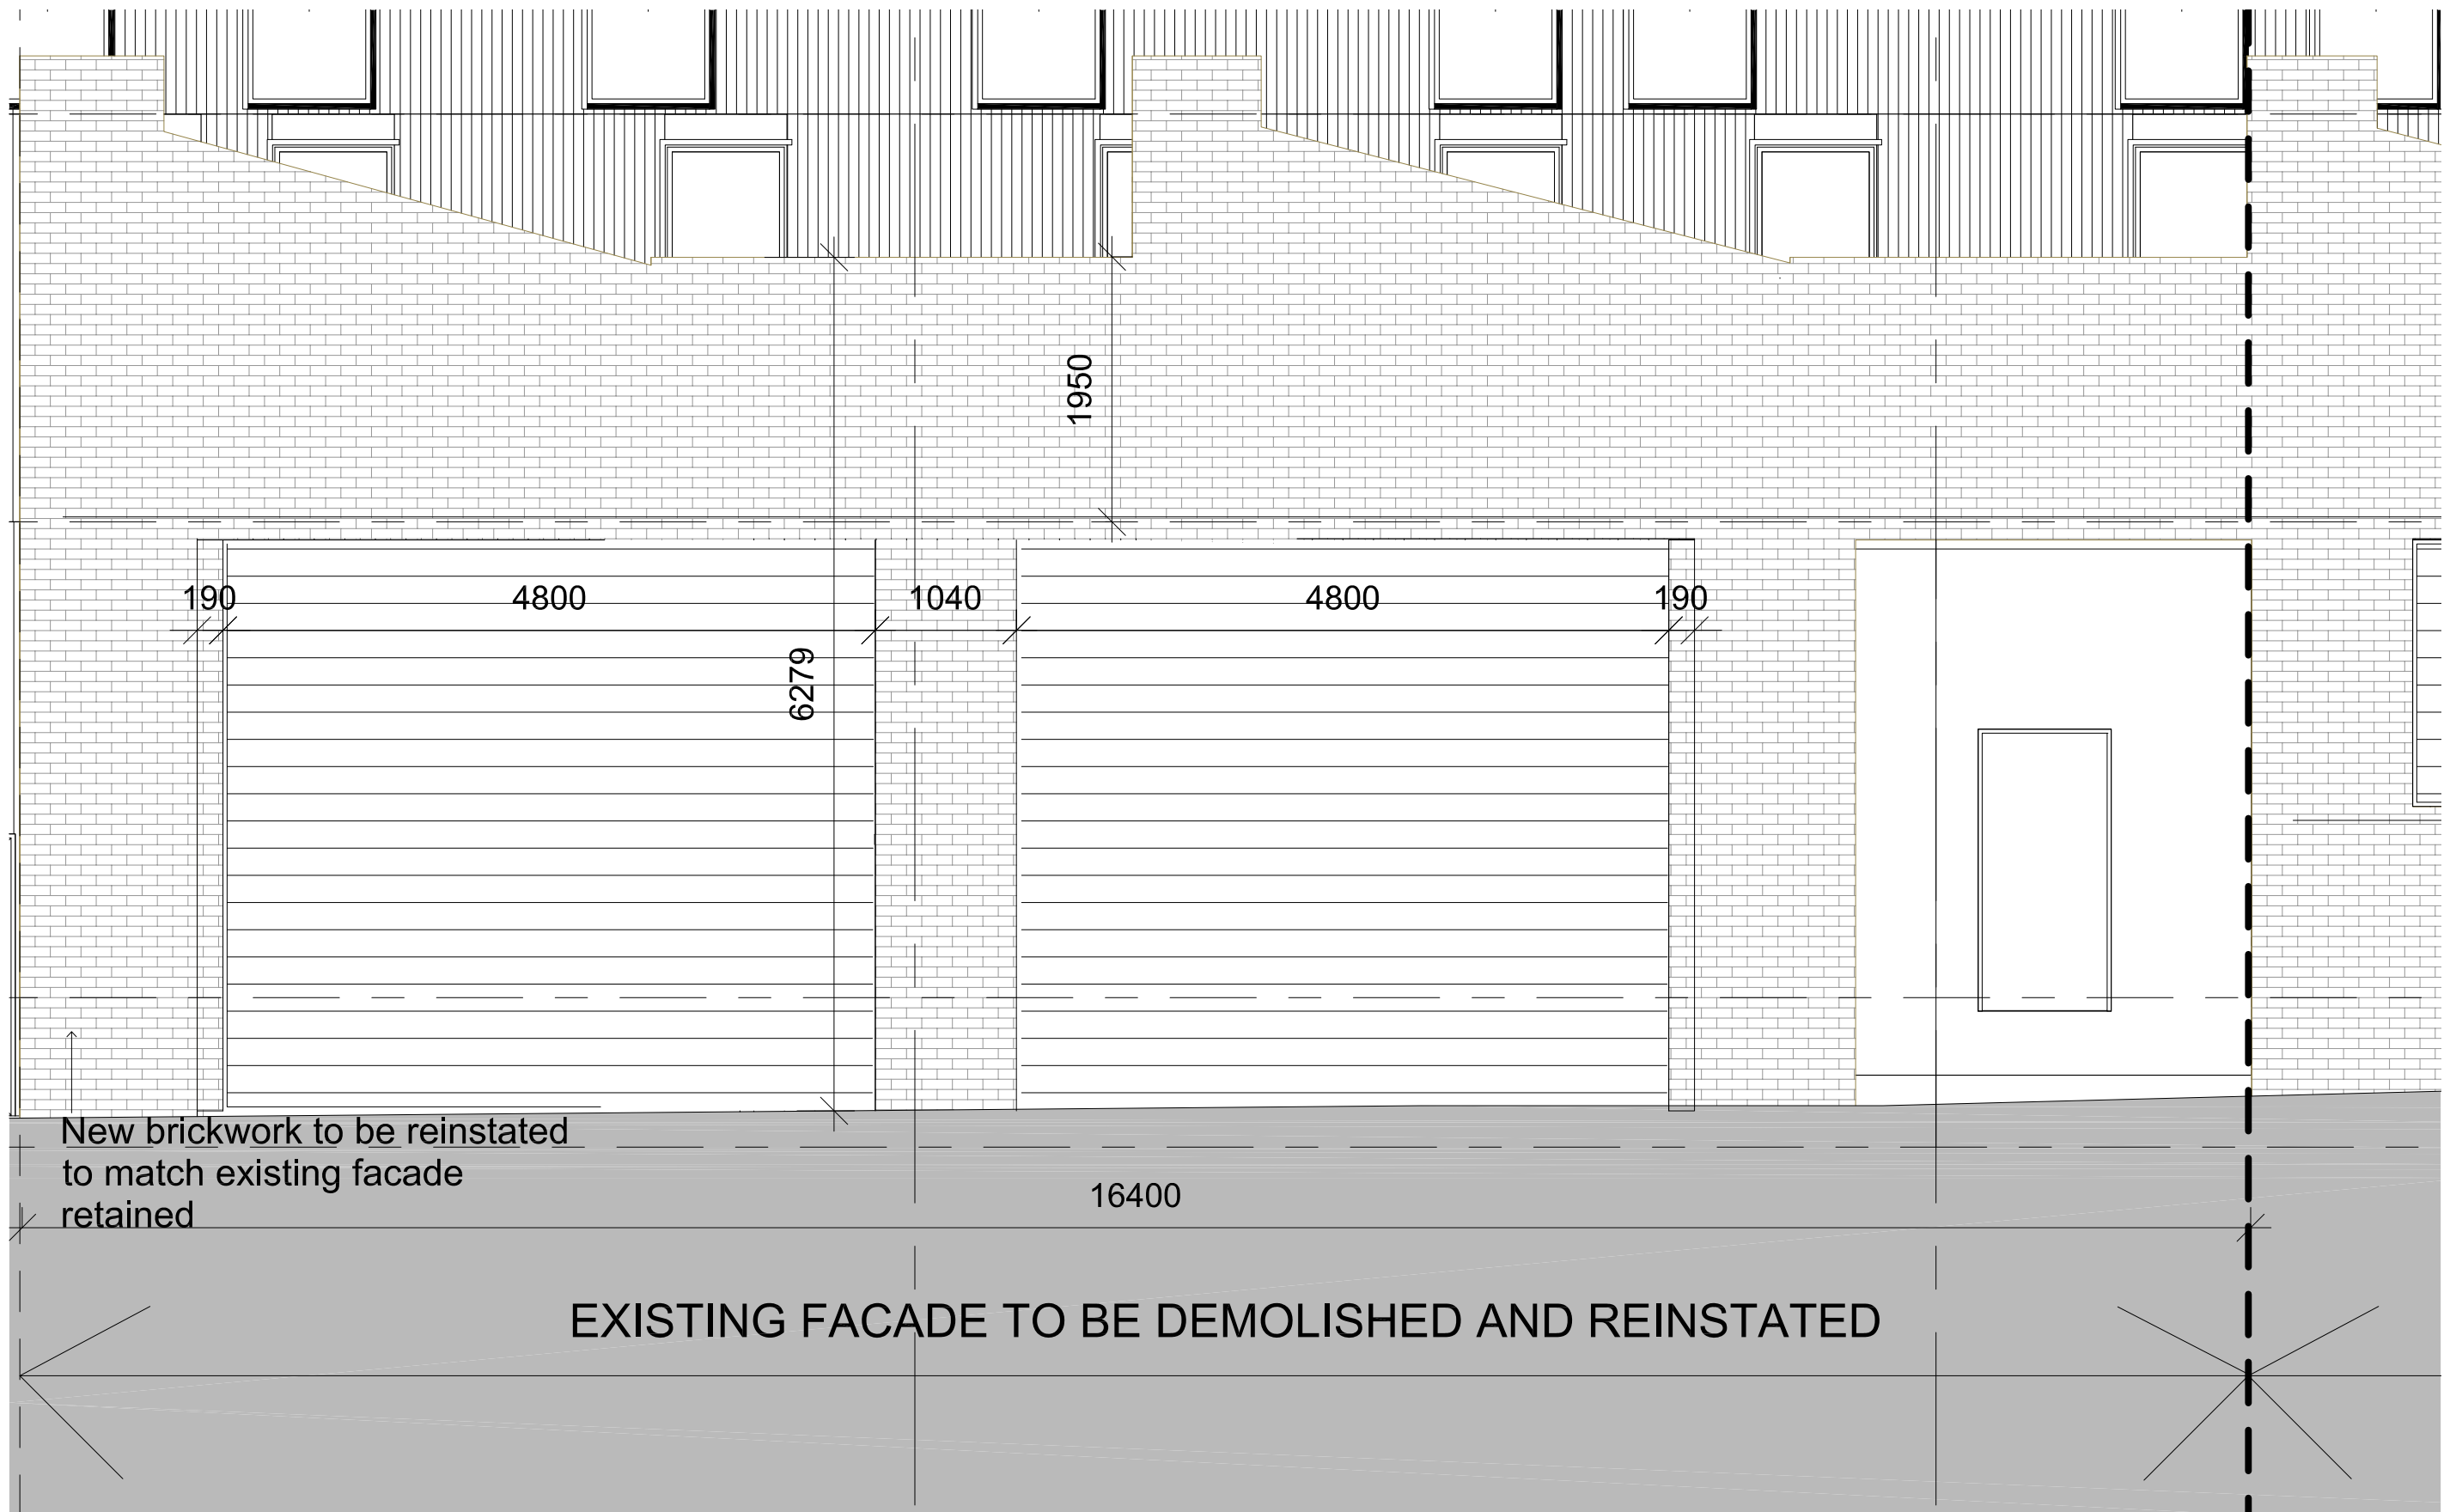 1950
190
4800
1040
4800
190
6279
New brickwork to be reinstated
to match existing facade
retained
16400
EXISTING FACADE TO BE DEMOLISHED AND REINSTATED